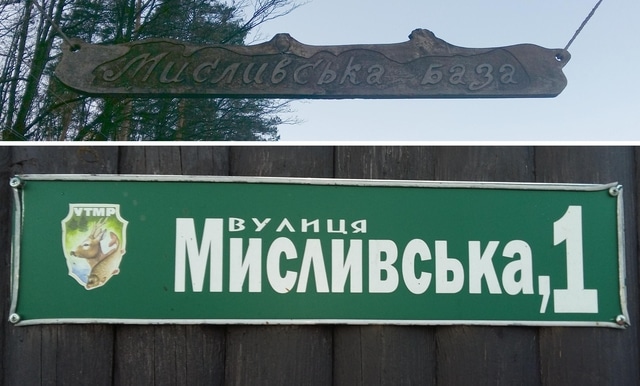 Мисливська база
УТМР
ВУЛИЦЯ
Мисливська, 1